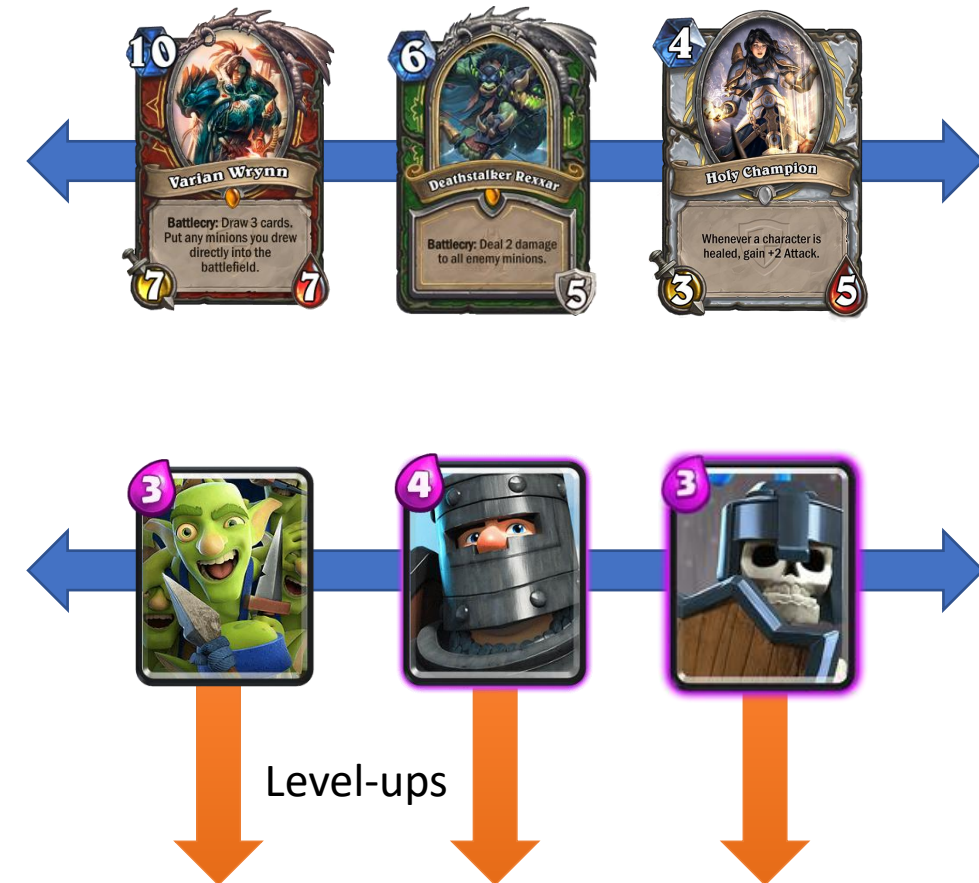 10
Varian Wrynn
Battlecry: Draw 3 cards.
Put any minions you drew
directly into the
battlefield.
7
7
6
Deathstalker Rexxar
Battlecry: Deal 2 damage
to all enemy minions.
5
4
Holy Champion
Whenever a character is
healed, gain +2 Attack.
3
5
3
4
3
Level-ups